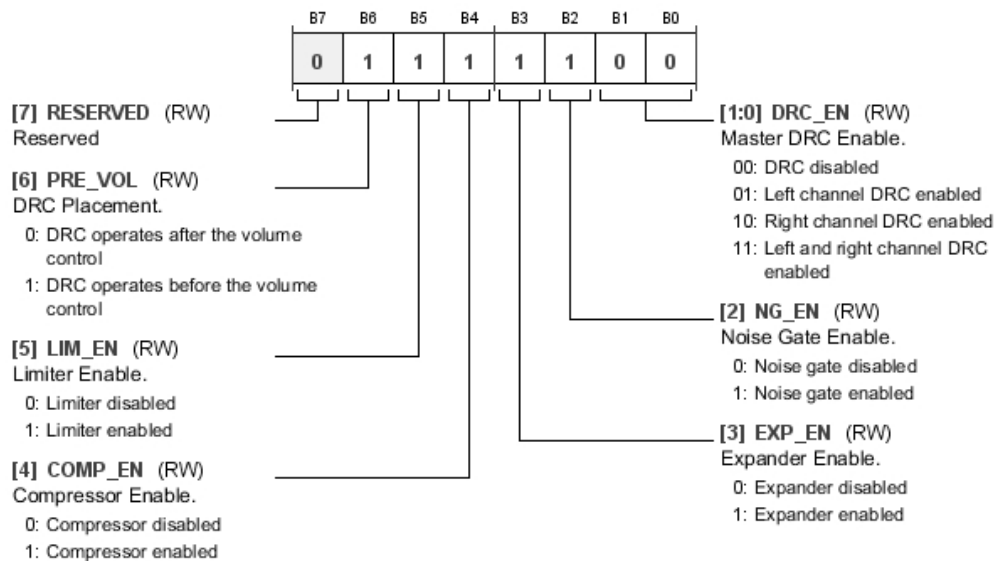 B7 B6 B5 B4 B3 B2 B1 B0
0 1 1 1 1 1 0 0
[7] RESERVED (RW)
Reserved
[6] PRE_VOL (RW)
DRC Placement.
0: DRC operates after the volume
control
1: DRC operates before the volume
control
[5] LIM_EN (RW)
Limiter Enable.
0: Limiter disabled
1: Limiter enabled
[4] COMP_EN (RW)
Compressor Enable.
0: Compressor disabled
1: Compressor enabled
[1:0] DRC_EN (RW)
Master DRC Enable.
00: DRC disabled
01: Left channel DRC enabled
10: Right channel DRC enabled
11: Left and right channel DRC
enabled
[2] NG_EN (RW)
Noise Gate Enable.
0: Noise gate disabled
1: Noise gate enabled
[3] EXP_EN (RW)
Expander Enable.
0: Expander disabled
1: Expander enabled